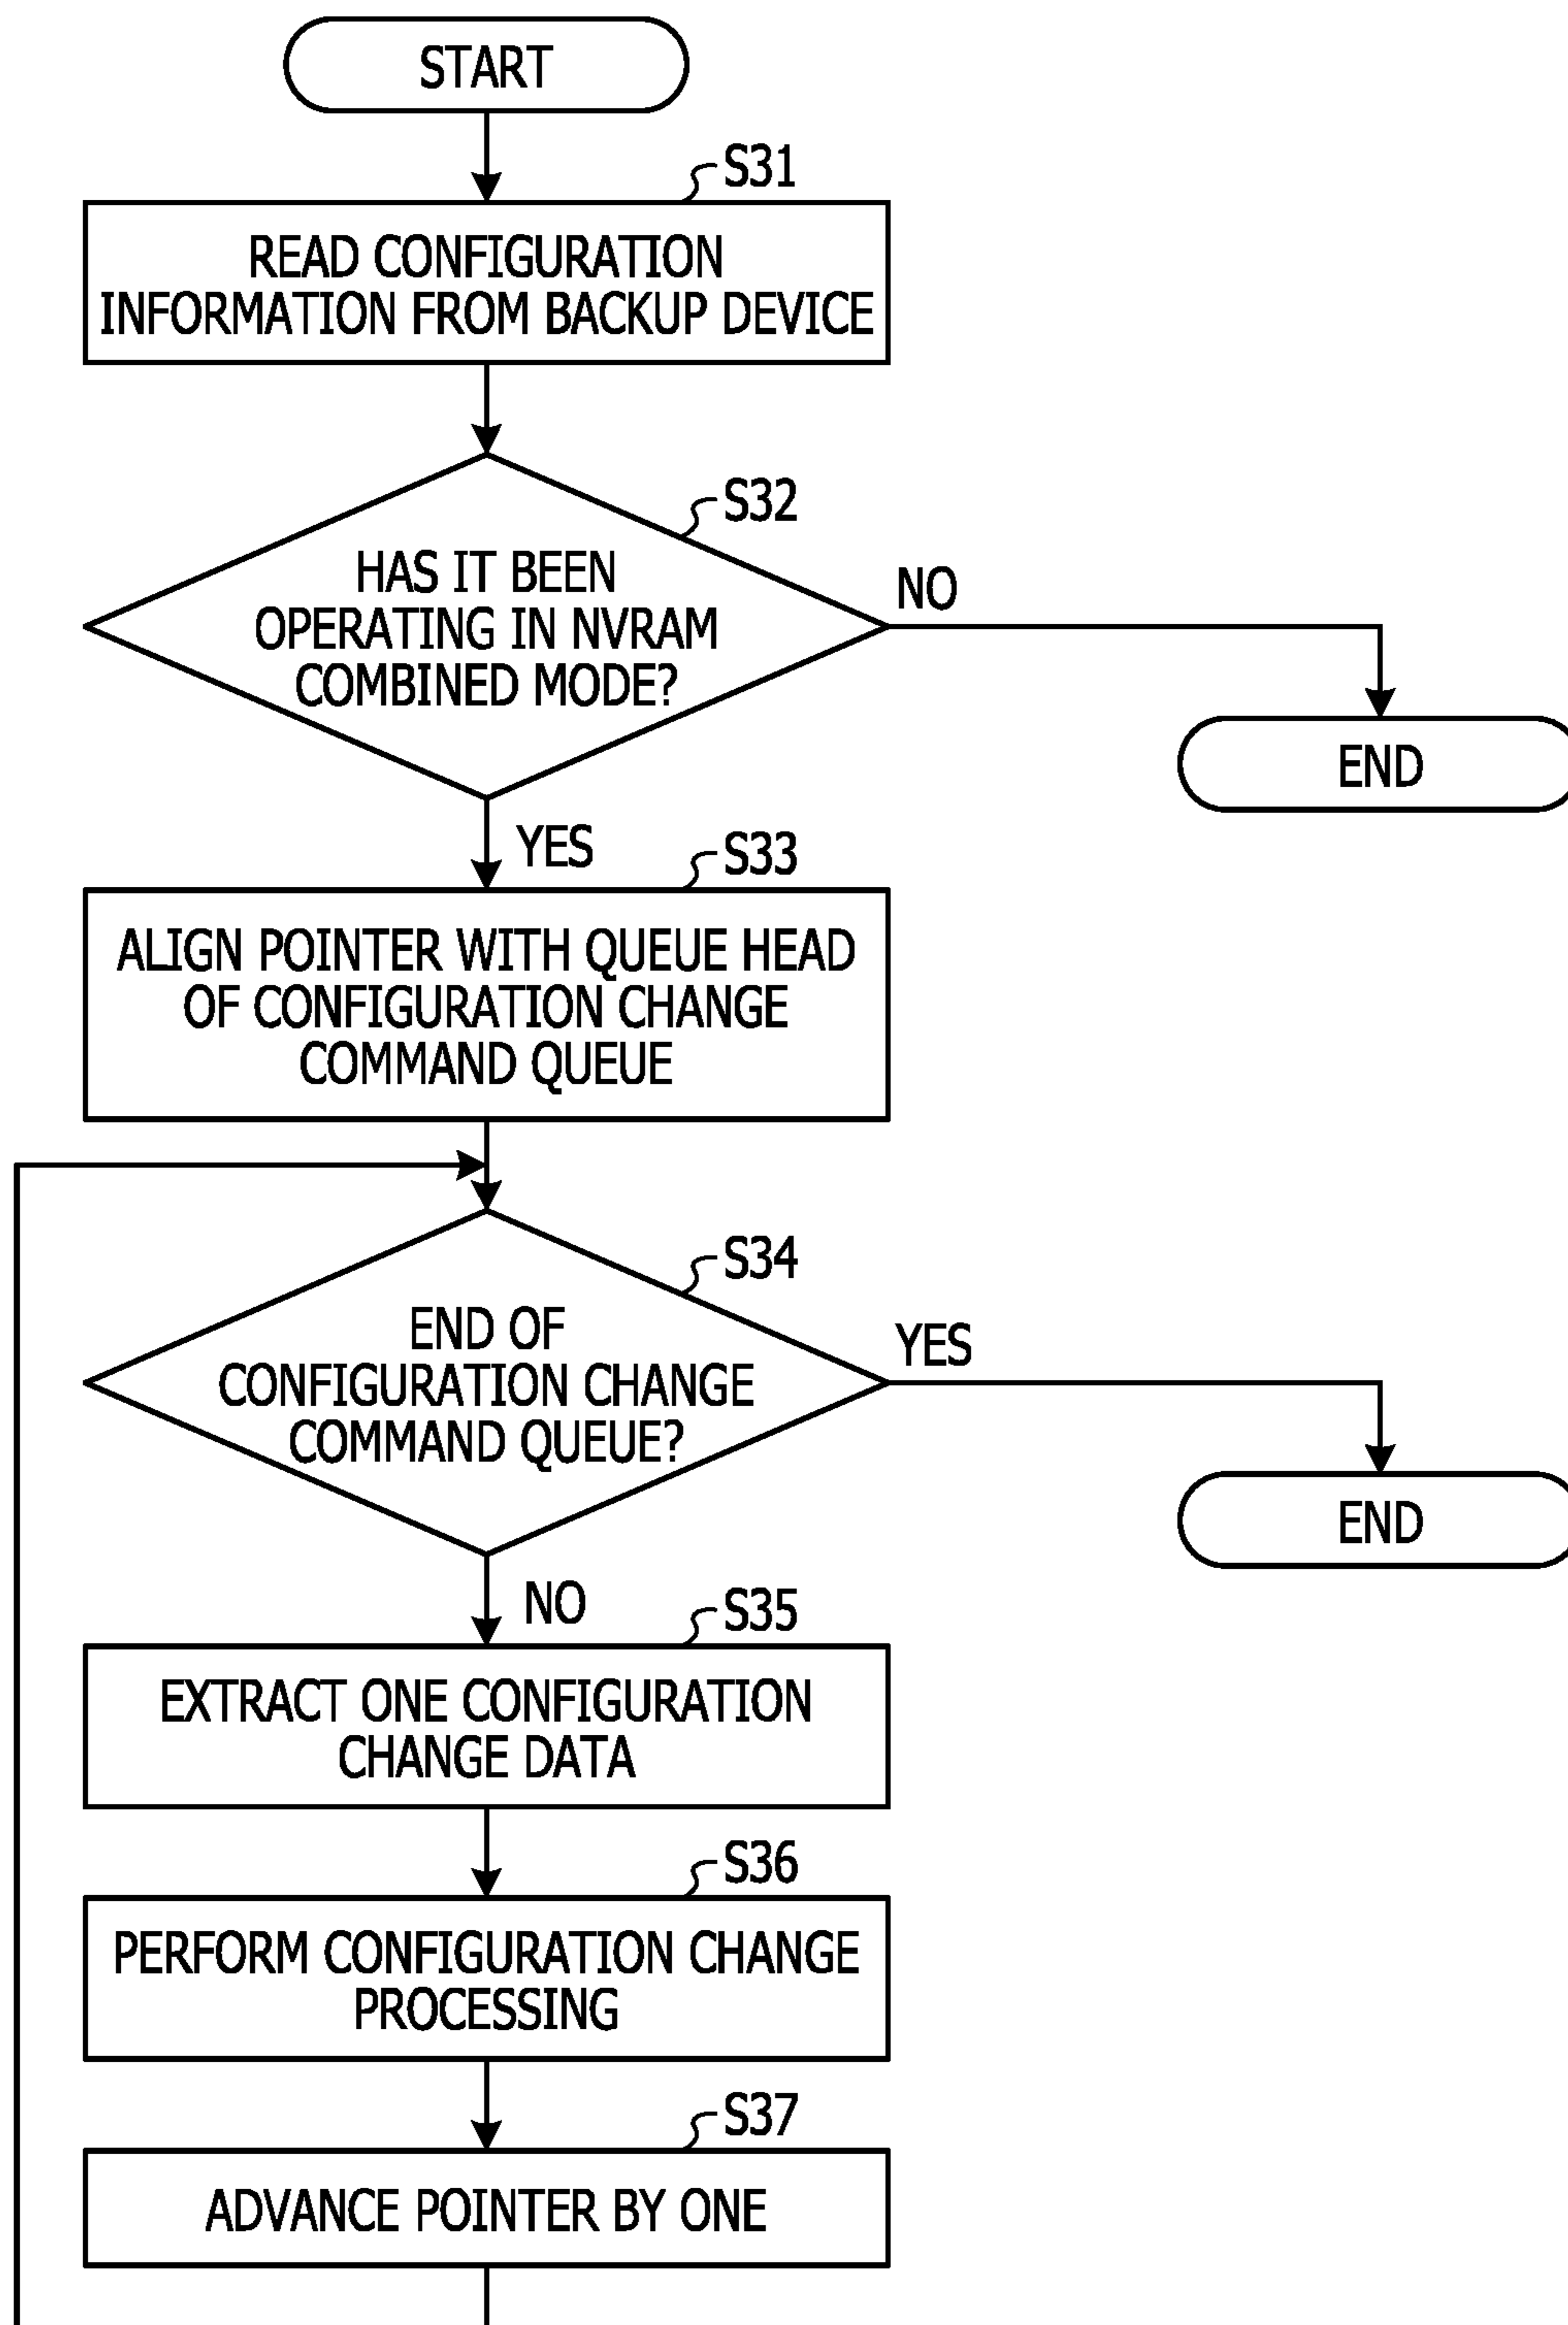 START
S31
READ CONFIGURATION
INFORMATION FROM BACKUP DEVICE
S32
HAS IT BEEN
OPERATING IN NVRAM
COMBINED MODE?
NO
END
YES
S33
ALIGN POINTER WITH QUEUE HEAD
OF CONFIGURATION CHANGE
COMMAND QUEUE
S34
END OF
CONFIGURATION CHANGE
COMMAND QUEUE?
YES
END
NO
S35
EXTRACT ONE CONFIGURATION
CHANGE DATA
S36
PERFORM CONFIGURATION CHANGE
PROCESSING
S37
ADVANCE POINTER BY ONE